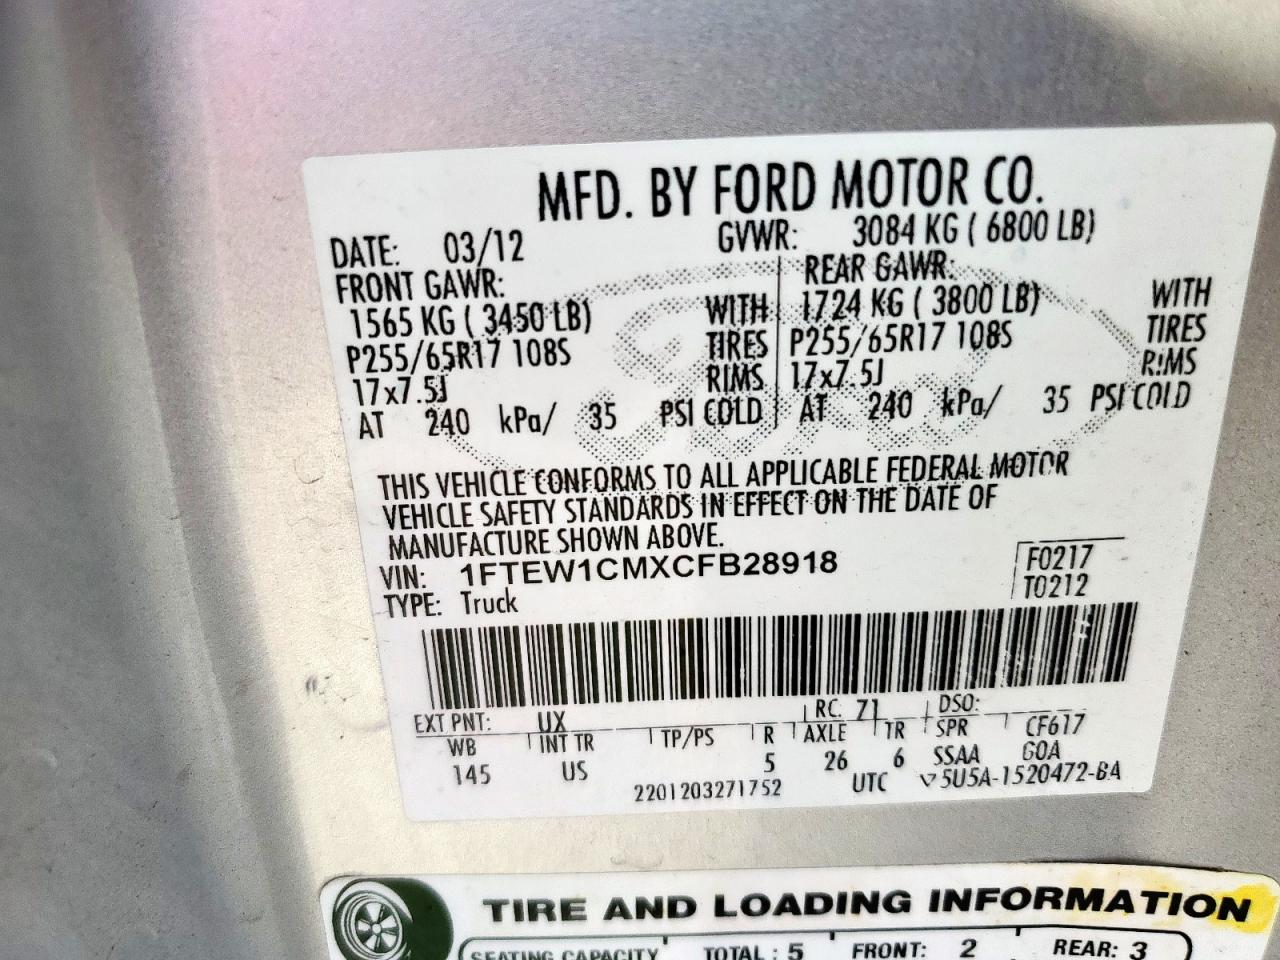 MFD. BY FORD MOTOR CO.
DATE: 03/12 GVWR: 3084 KG ( 6800 LB)
FRONT GAWR: REAR GAWR:
1565 KG ( 3450 LB) WITH 1724 KG ( 3800 LB) WITH
P255/65R17 108S TIRES P255/65R17 108S TIRES
17x7.5J RIMS 17x7.5J RIMS
AT 240 kPa/ 35 PSI COLD AT 240 kPa/ 35 PSI COLD
THIS VEHICLE CONFORMS TO ALL APPLICABLE FEDERAL MOTOR
VEHICLE SAFETY STANDARDS IN EFFECT ON THE DATE OF
MANUFACTURE SHOWN ABOVE.
VIN: 1FTEW1CMXCFB28918 F0217
TYPE: Truck T0212
EXT PNT: UX RC: 71 DSO:
WB INT TR TP/PS R AXLE TR SPR CF617
145 US 5 26 6 SSAA GOA
2201203271752 UTC 5U5A-1520472-BA
TIRE AND LOADING INFORMATION
SEATING CAPACITY TOTAL : 5 FRONT: 2 REAR: 3